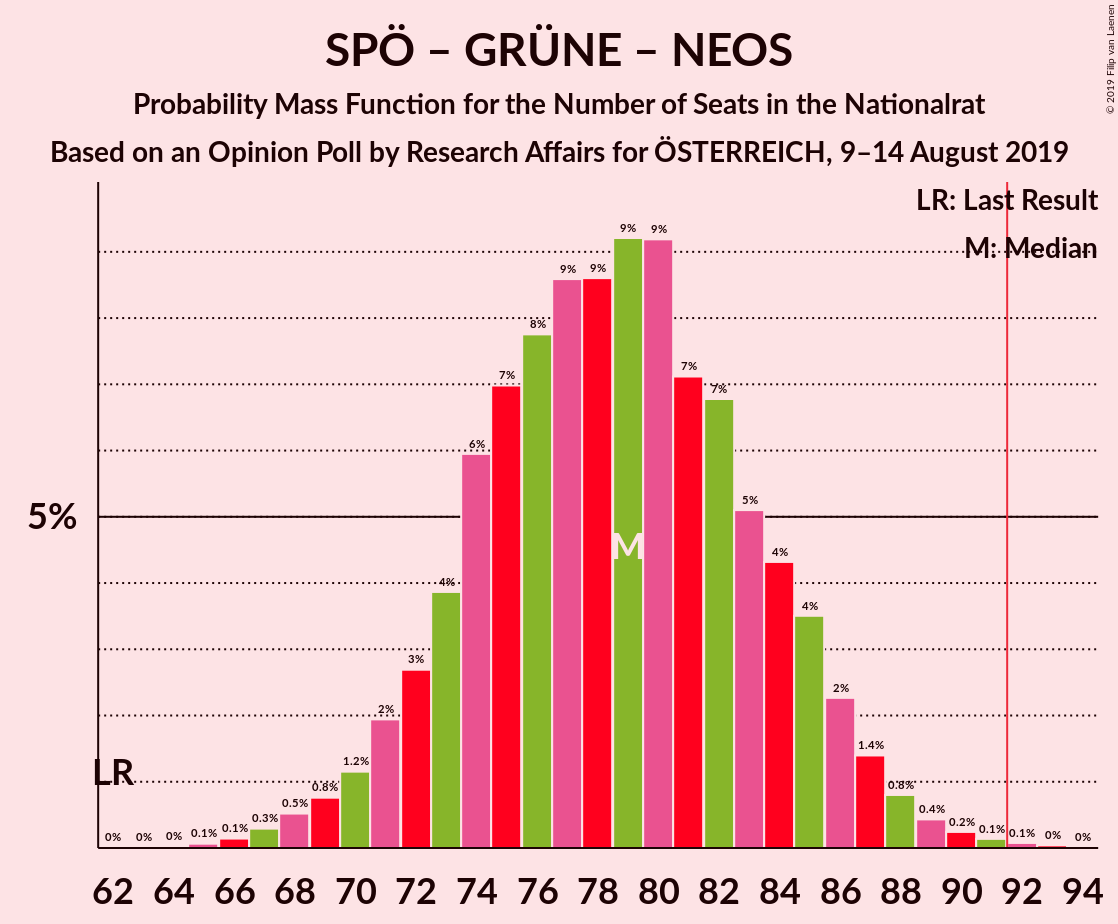 SPÖ – GRÜNE – NEOS
Probability Mass Function for the Number of Seats in the Nationalrat
Based on an Opinion Poll by Research Affairs for ÖSTERREICH, 9–14 August 2019
© 2019 Filip van Laenen
LR: Last Result
M: Median
5%
LR
M
0% 0% 0% 0.1% 0.1% 0.3% 0.5% 0.8% 1.2% 2% 3% 4% 6% 7% 8% 9% 9% 9% 9% 7% 7% 5% 4% 4% 2% 1.4% 0.8% 0.4% 0.2% 0.1% 0.1% 0% 0%
62 64 66 68 70 72 74 76 78 80 82 84 86 88 90 92 94